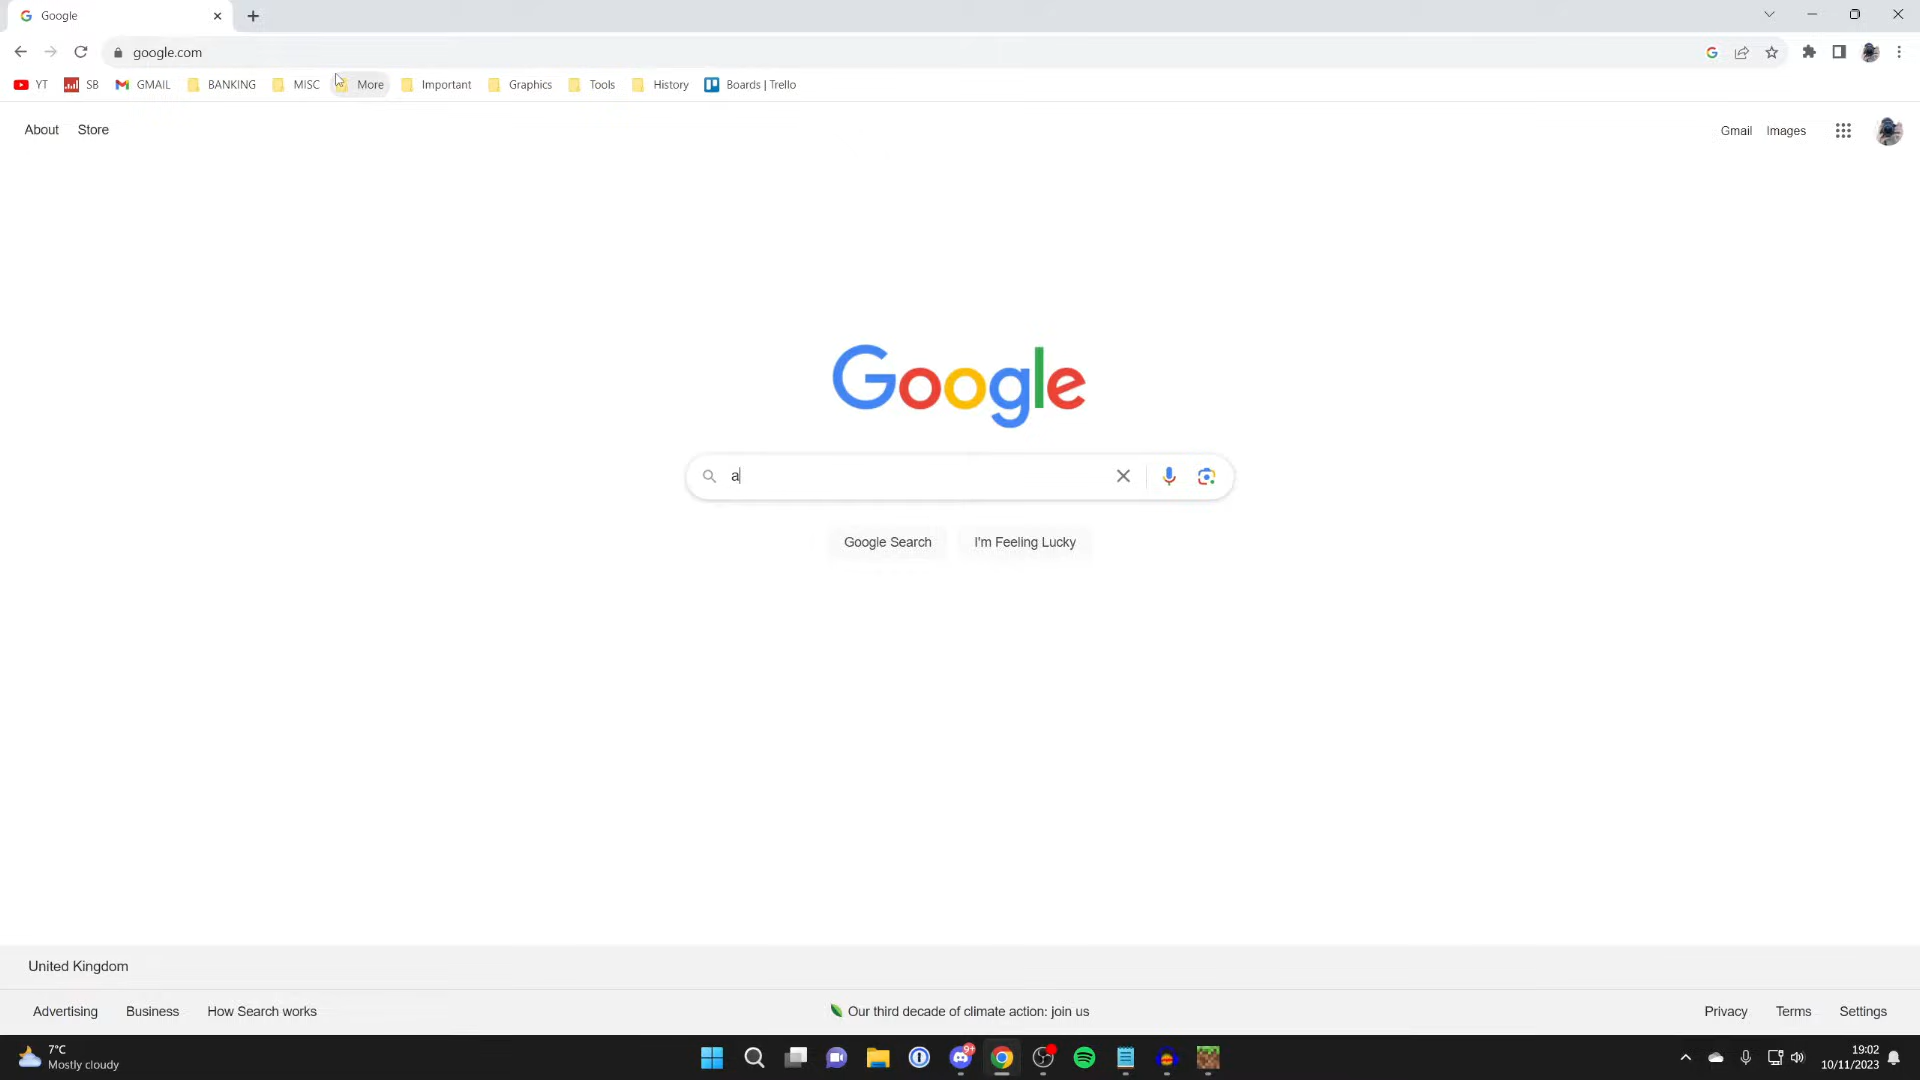 Google
google.com
YT SB GMAIL BANKING MISC More Important Graphics Tools History Boards | Trello
About Store Gmail Images
Google
a
Google Search I'm Feeling Lucky
United Kingdom
Advertising Business How Search works Our third decade of climate action: join us Privacy Terms Settings
7°C
Mostly cloudy
9+
19:02
10/11/2023